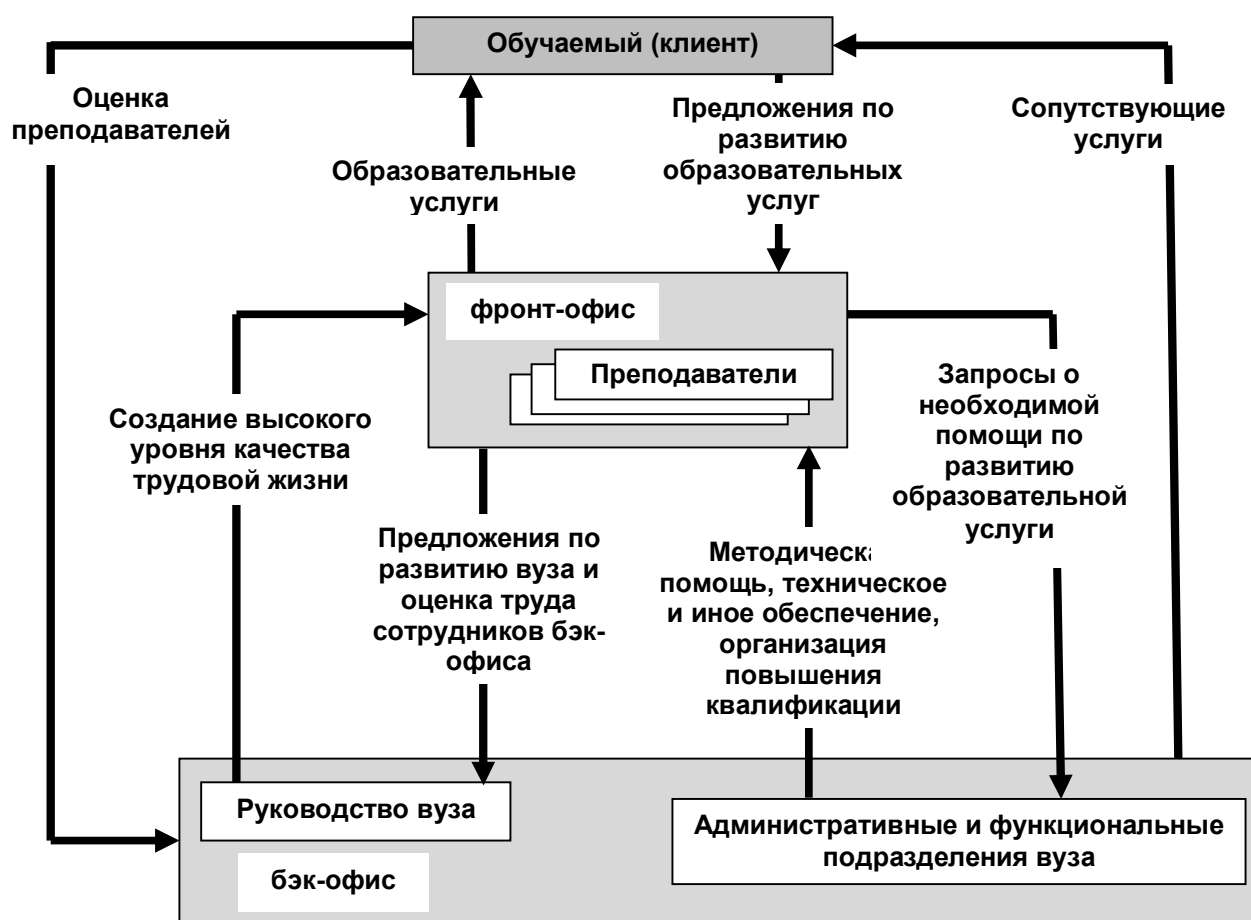 Обучаемый (клиент)
Оценка
преподавателей
Образовательные
услуги
Предложения по
развитию
образовательных
услуг
Сопутствующие
услуги
фронт-офис
Преподаватели
Создание высокого
уровня качества
трудовой жизни
Запросы о
необходимой
помощи по
развитию
образовательной
услуги
Предложения по
развитию вуза и
оценка труда
сотрудников бэк-
офиса
Методическа
помощь, техническое
и иное обеспечение,
организация
повышения
квалификации
Руководство вуза
Административные и функциональные
подразделения вуза
бэк-офис